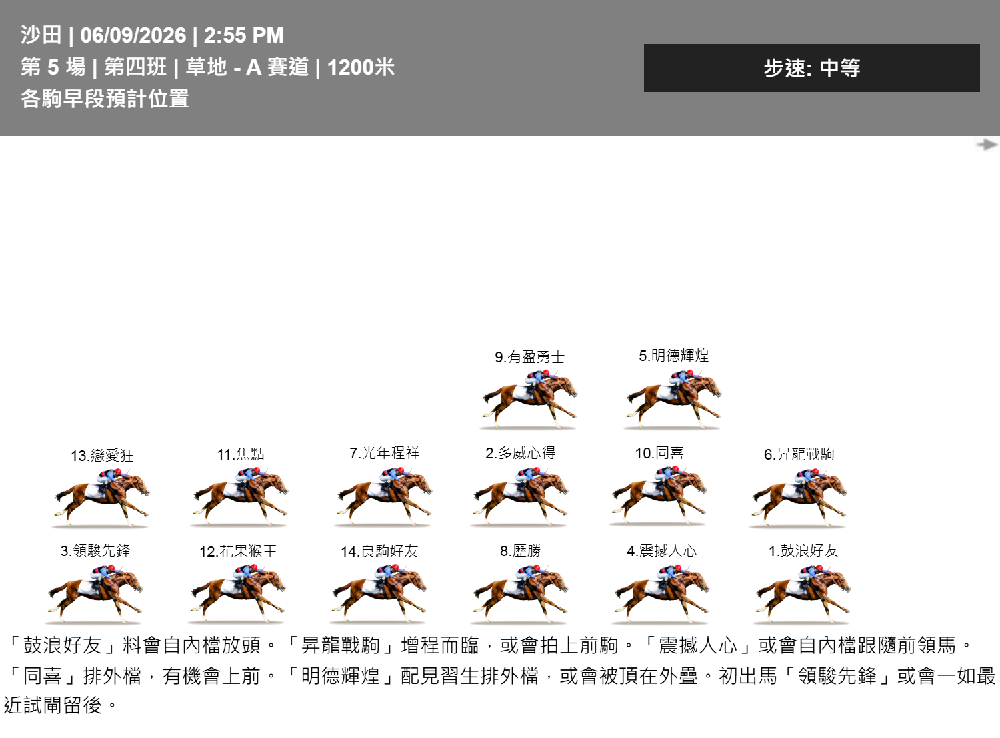 沙田 | 06/09/2026 | 2:55 PM
第 5 場 | 第四班 | 草地 - A 賽道 | 1200米
各駒早段預計位置
步速: 中等
9.有盈勇士
5.明德輝煌
13.戀愛狂
11.焦點
7.光年程祥
2.多威心得
10.同喜
6.昇龍戰駒
3.領駿先鋒
12.花果猴王
14.良駒好友
8.歷勝
4.震撼人心
1.鼓浪好友
「鼓浪好友」料會自內檔放頭。「昇龍戰駒」增程而臨，或會拍上前駒。「震撼人心」或會自內檔跟隨前領馬。
「同喜」排外檔，有機會上前。「明德輝煌」配見習生排外檔，或會被頂在外疊。初出馬「領駿先鋒」或會一如最
近試閘留後。